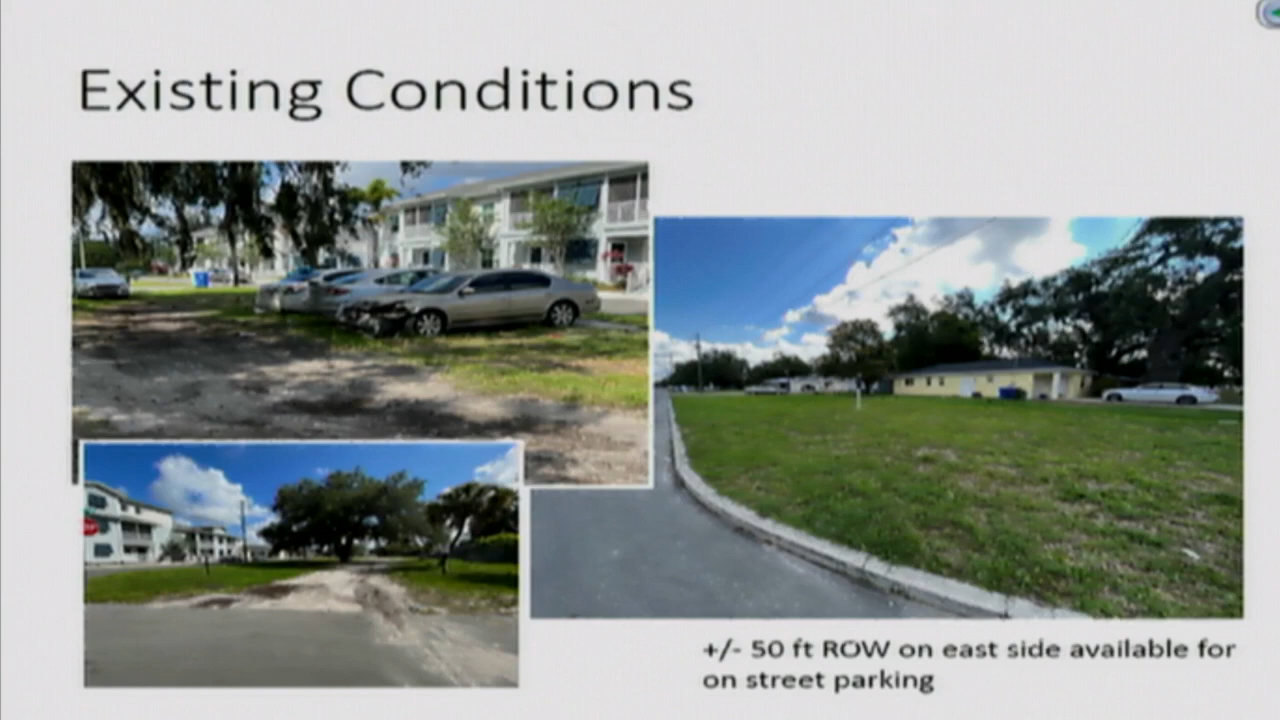 Existing Conditions
+/- 50 ft ROW on east side available for
on street parking